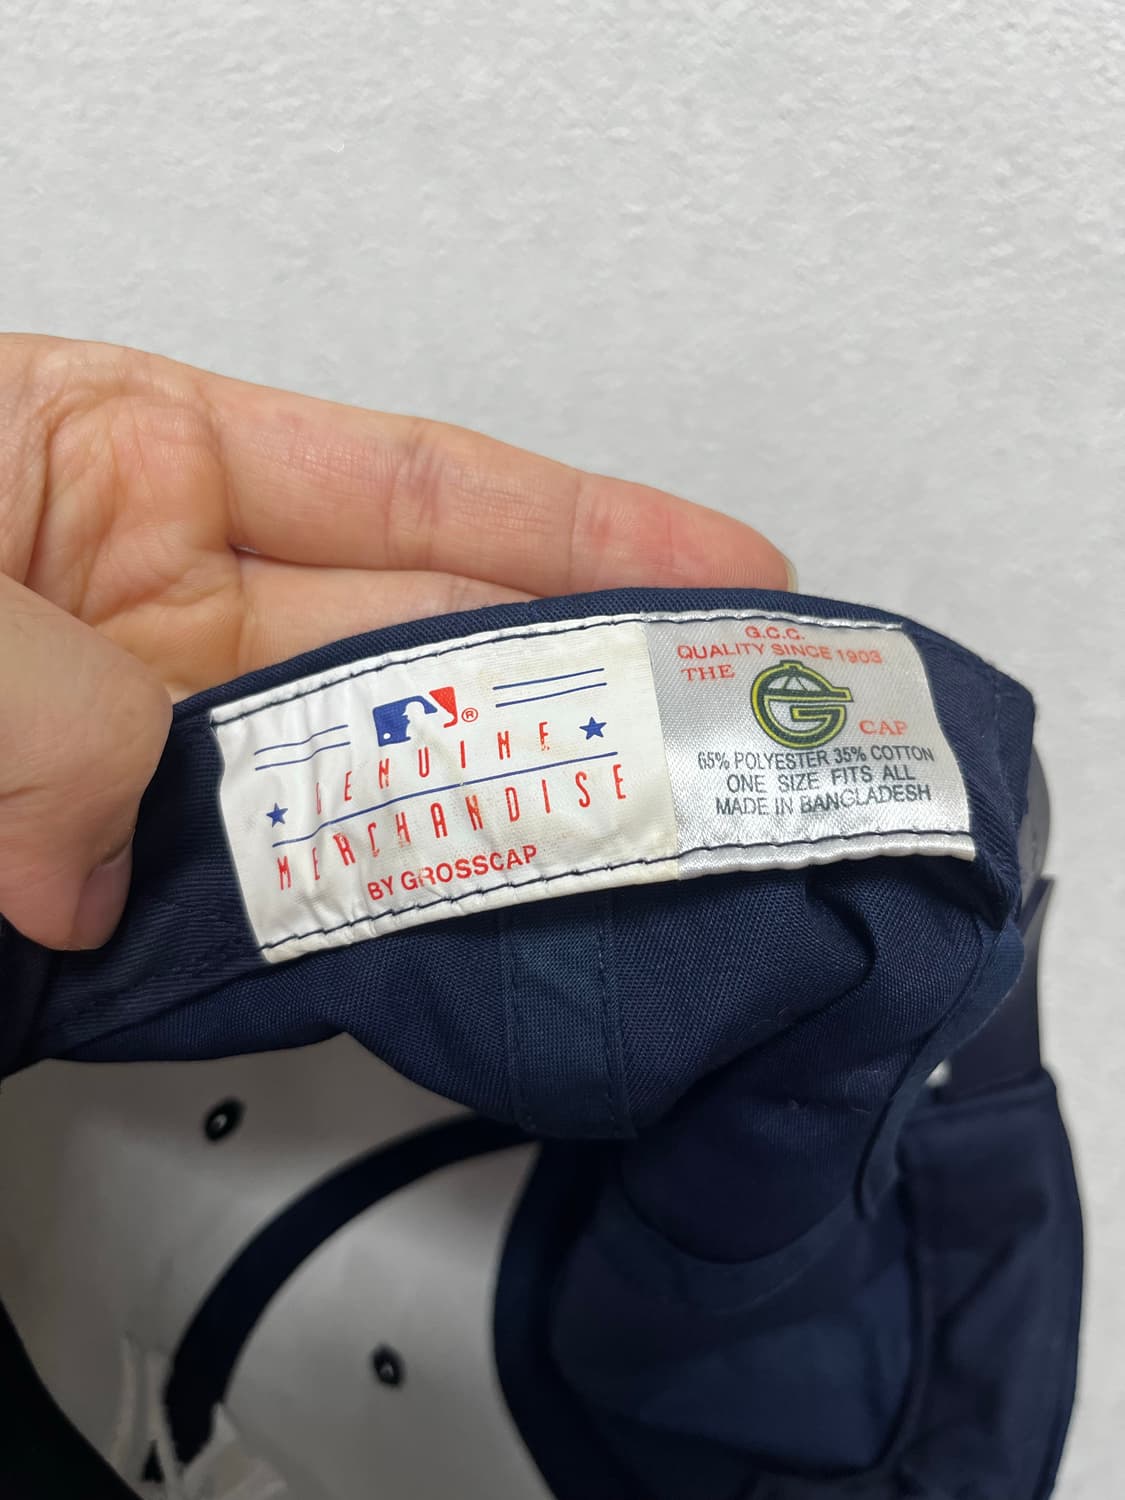 ®
GENUINE
MERCHANDISE
BY GROSSCAP
G.C.C.
QUALITY SINCE 1903
THE G CAP
65% POLYESTER 35% COTTON
ONE SIZE FITS ALL
MADE IN BANGLADESH